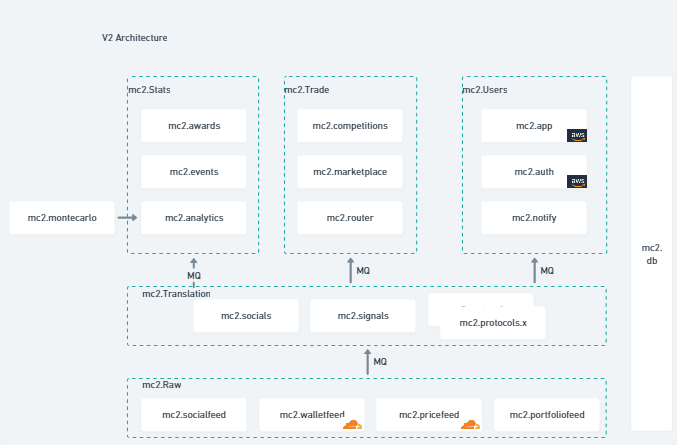 V2 Architecture
mc2.Stats
mc2.Trade
mc2.Users
mc2.awards
mc2.competitions
mc2.app
aws
mc2.events
mc2.marketplace
mc2.auth
aws
mc2.montecarlo
mc2.analytics
mc2.router
mc2.notify
mc2.
db
MQ
MQ
MQ
mc2.Translation
mc2.socials
mc2.signals
mc2.protocols.x
MQ
mc2.Raw
mc2.socialfeed
mc2.walletfeed
mc2.pricefeed
mc2.portfoliofeed